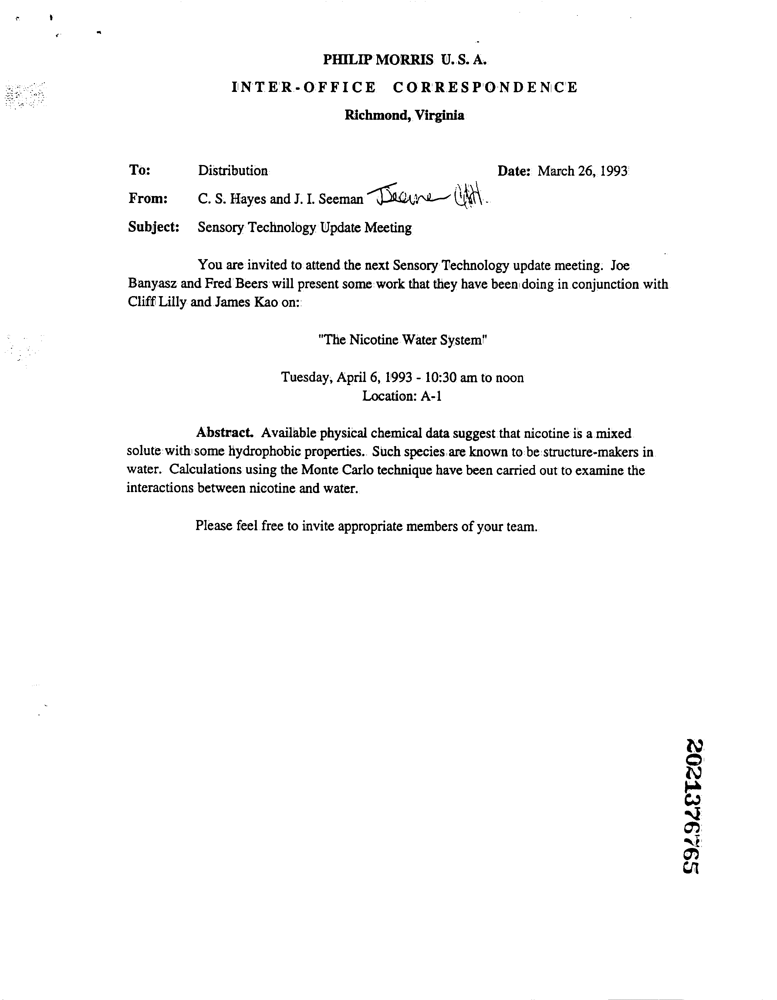 PHILIP MORRIS U. S. A.
INTER-OFFICE CORRESPONDENCE
Richmond, Virginia
To: Distribution Date: March 26, 1993
From: C. S. Hayes and J. I. Seeman
Subject: Sensory Technology Update Meeting
You are invited to attend the next Sensory Technology update meeting. Joe
Banyasz and Fred Beers will present some work that they have been doing in conjunction with
Cliff Lilly and James Kao on:
"The Nicotine Water System"
Tuesday, April 6, 1993 - 10:30 am to noon
Location: A-1
Abstract. Available physical chemical data suggest that nicotine is a mixed
solute with some hydrophobic properties. Such species are known to be structure-makers in
water. Calculations using the Monte Carlo technique have been carried out to examine the
interactions between nicotine and water.
Please feel free to invite appropriate members of your team.
2021376765